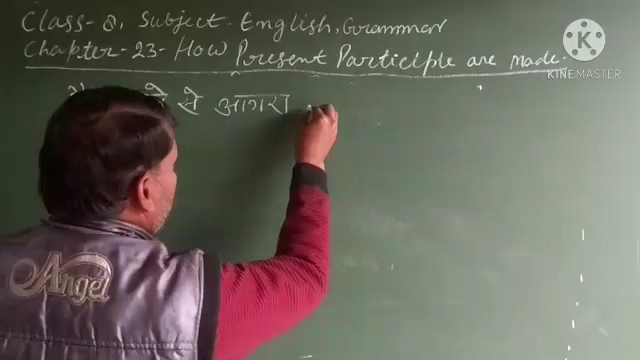 Class-8, Subject-English, Grammar
Chapter-23-How Present Participle are made.
से आगरा
KINEMASTER
Angel